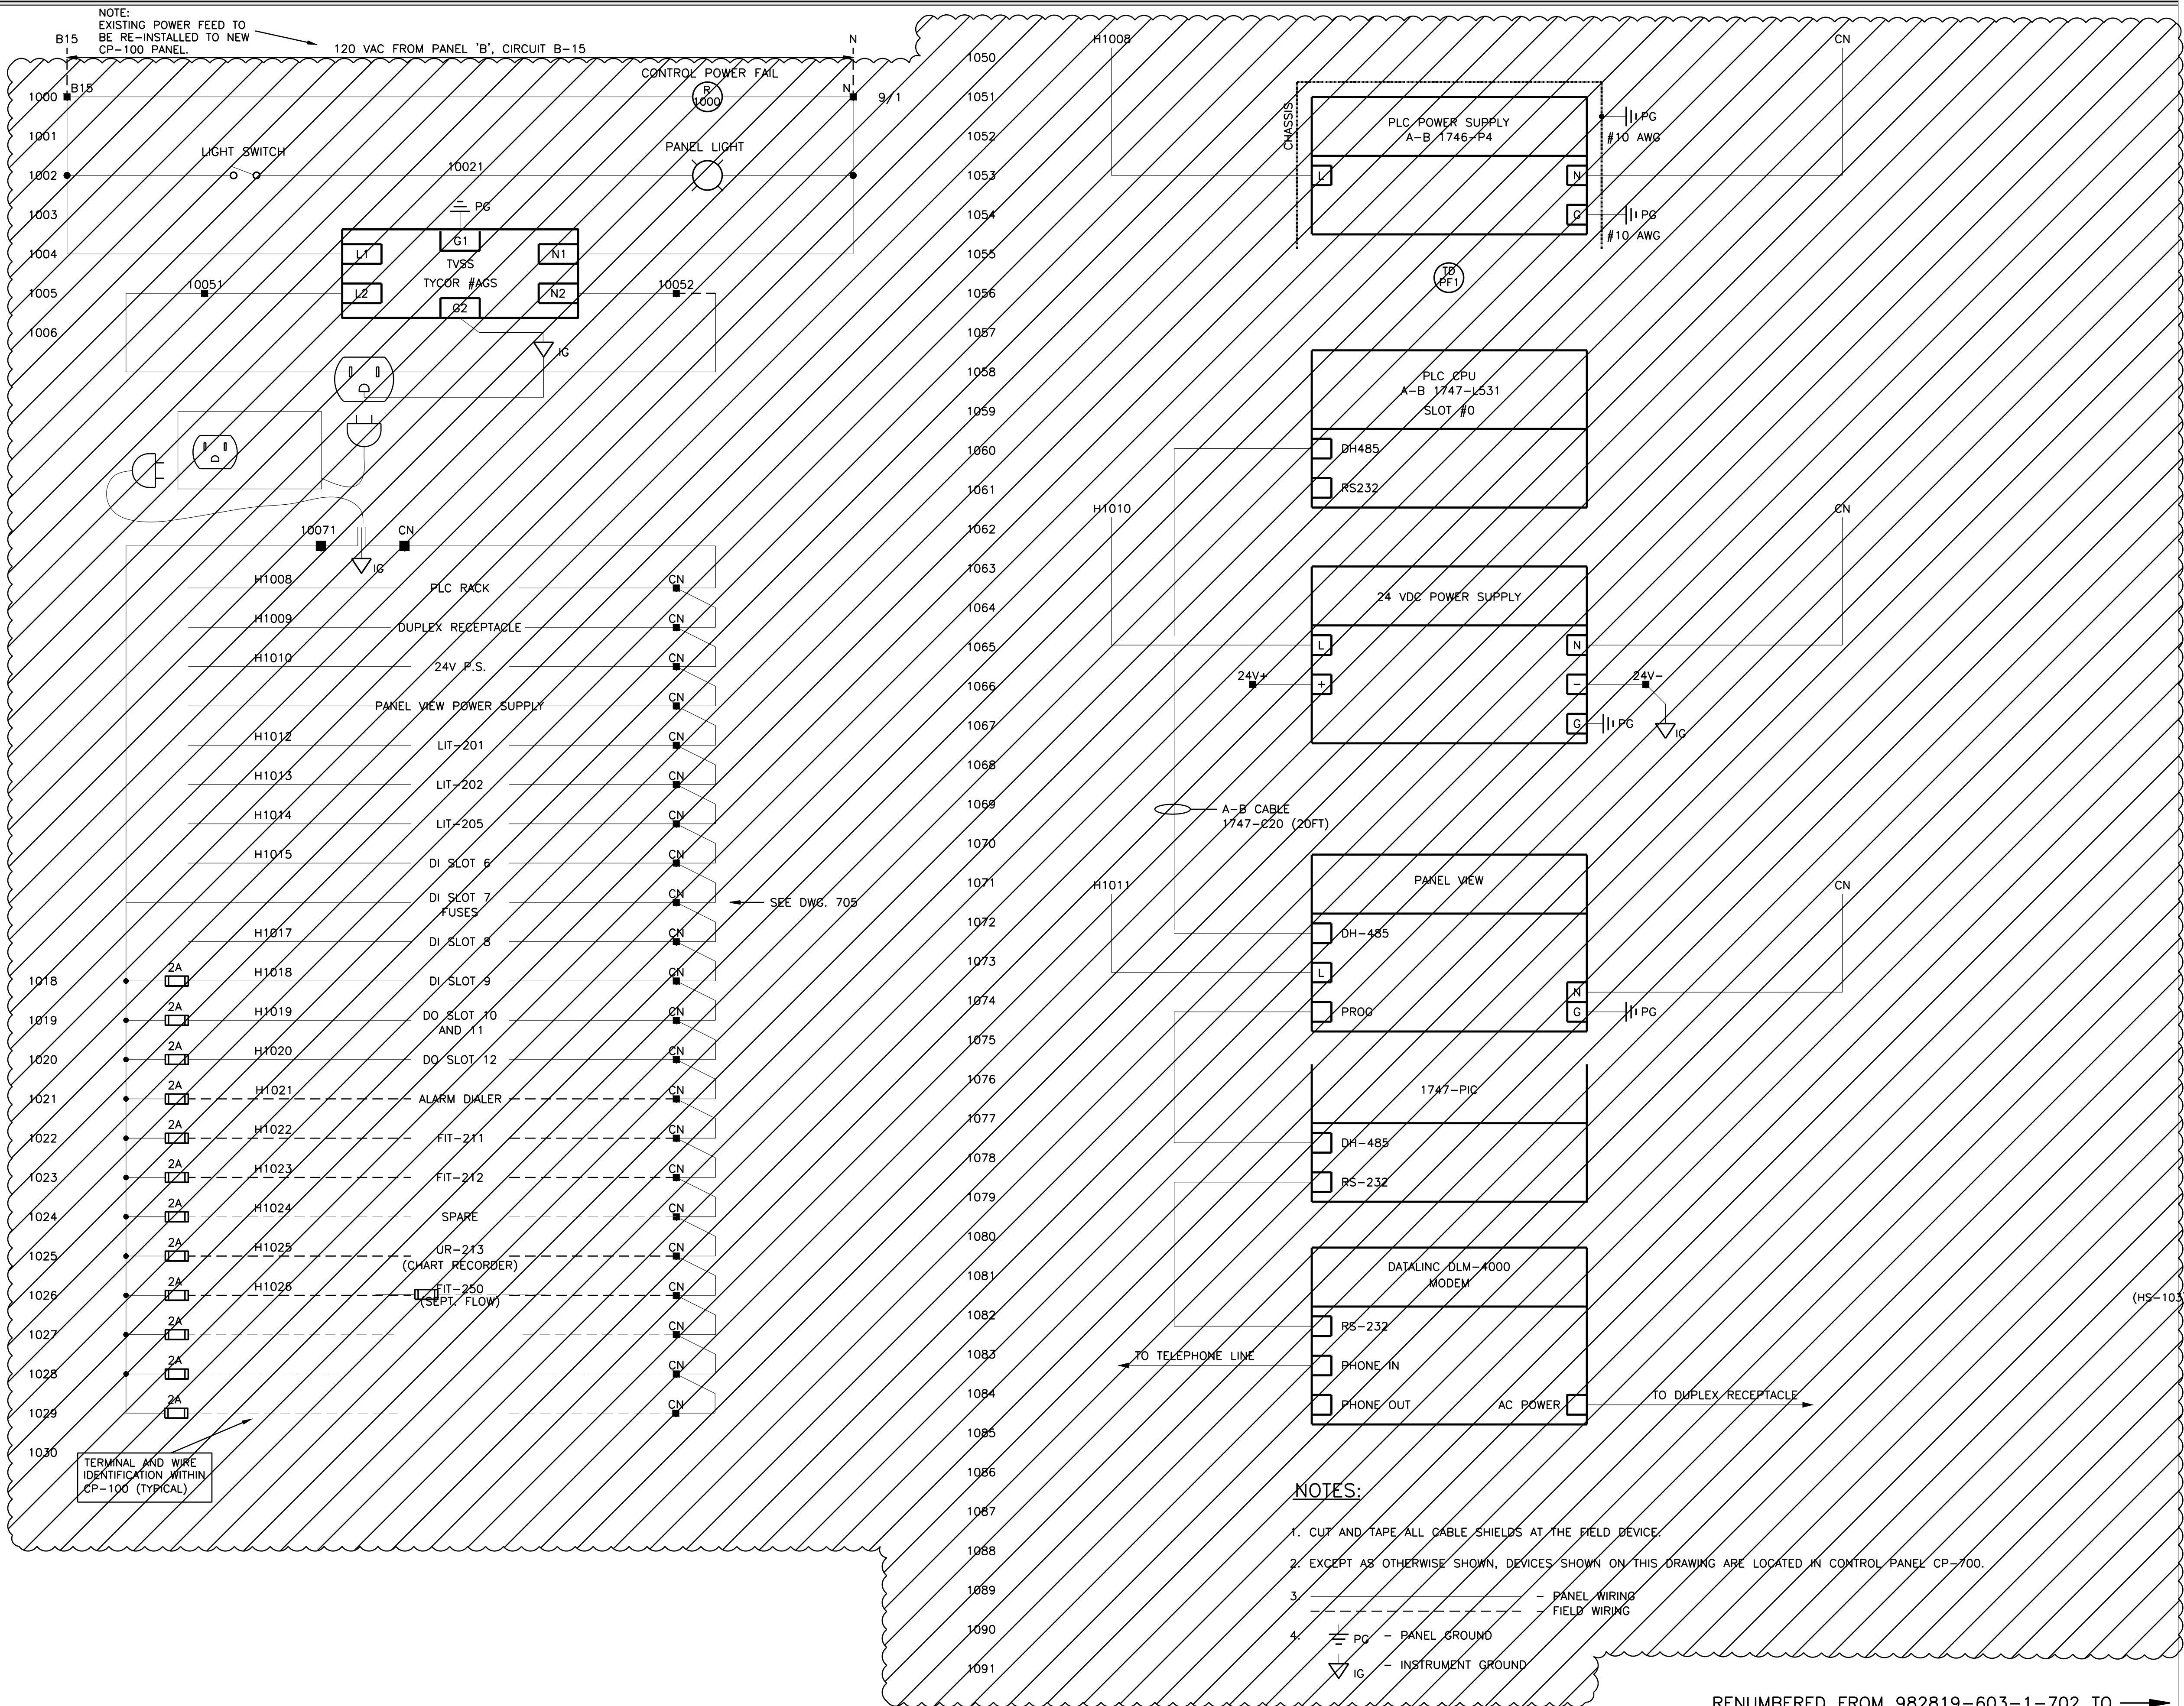 NOTE:
EXISTING POWER FEED TO
BE RE-INSTALLED TO NEW
CP-100 PANEL.
B15
120 VAC FROM PANEL 'B', CIRCUIT B-15
N
CONTROL POWER FAIL
1000
B15
R
1000
N
9/1
1001
LIGHT SWITCH
PANEL LIGHT
1002
10021
1003
PG
G1
1004
L1
N1
TVSS
TYCOR #AGS
1005
10051
L2
N2
10052
G2
1006
IG
10071
CN
IG
H1008
PLC RACK
CN
H1009
DUPLEX RECEPTACLE
CN
H1010
24V P.S.
CN
PANEL VIEW POWER SUPPLY
CN
H1012
LIT-201
CN
H1013
LIT-202
CN
H1014
LIT-205
CN
H1015
DI SLOT 6
CN
DI SLOT 7
FUSES
CN
SEE DWG. 705
H1017
DI SLOT 8
CN
1018
2A
H1018
DI SLOT 9
CN
1019
2A
H1019
DO SLOT 10
AND 11
CN
1020
2A
H1020
DO SLOT 12
CN
1021
2A
H1021
ALARM DIALER
CN
1022
2A
H1022
FIT-211
CN
1023
2A
H1023
FIT-212
CN
1024
2A
H1024
SPARE
CN
1025
2A
H1025
UR-213
(CHART RECORDER)
CN
1026
2A
H1026
FIT-250
(SEPT. FLOW)
CN
1027
2A
CN
1028
2A
CN
1029
2A
CN
1030
TERMINAL AND WIRE
IDENTIFICATION WITHIN
CP-100 (TYPICAL)
1050
1051
1052
1053
1054
1055
1056
1057
1058
1059
1060
1061
1062
1063
1064
1065
1066
1067
1068
1069
1070
1071
1072
1073
1074
1075
1076
1077
1078
1079
1080
1081
1082
1083
1084
1085
1086
1087
1088
1089
1090
1091
H1008
CN
CHASSIS
PLC POWER SUPPLY
A-B 1746-P4
PG
#10 AWG
L
N
G
PG
#10 AWG
TD
PF1
PLC CPU
A-B 1747-L531
SLOT #0
DH485
RS232
H1010
CN
24 VDC POWER SUPPLY
L
N
24V+
+
-
24V-
G
PG
IG
A-B CABLE
1747-C20 (20FT)
H1011
CN
PANEL VIEW
DH-485
L
N
PROG
G
PG
1747-PIC
DH-485
RS-232
DATALINC DLM-4000
MODEM
(HS-103
RS-232
TO TELEPHONE LINE
PHONE IN
PHONE OUT
AC POWER
TO DUPLEX RECEPTACLE
NOTES:
1. CUT AND TAPE ALL CABLE SHIELDS AT THE FIELD DEVICE.
2. EXCEPT AS OTHERWISE SHOWN, DEVICES SHOWN ON THIS DRAWING ARE LOCATED IN CONTROL PANEL CP-700.
3. - PANEL WIRING
- FIELD WIRING
4. PG - PANEL GROUND
IG - INSTRUMENT GROUND
RENUMBERED FROM 982819-603-1-702 TO